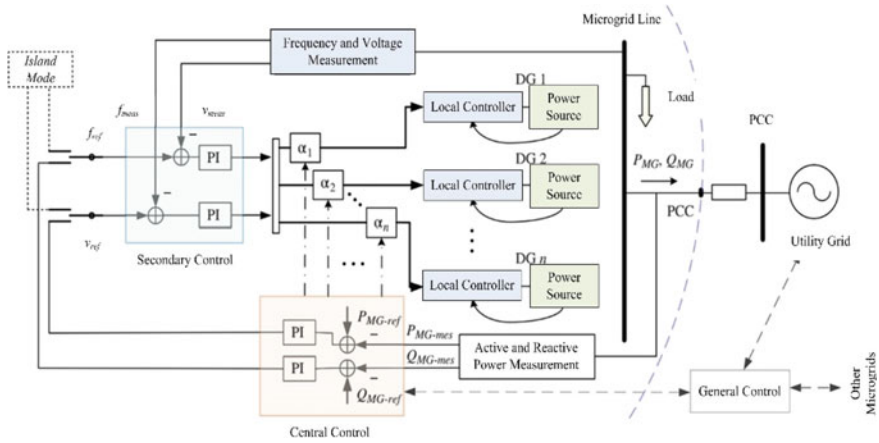 Island
Mode
Frequency and Voltage
Measurement
Microgrid Line
DG 1
Local Controller
Power
Source
Load
PCC
f_meas
v_meas
f_ref
PI
α₁
DG 2
α₂
Local Controller
Power
Source
P_MG, Q_MG
PCC
Utility Grid
v_ref
PI
αₙ
Secondary Control
DG n
Local Controller
Power
Source
P_MG-ref
PI
P_MG-mes
Active and Reactive
Power Measurement
PI
Q_MG-mes
Q_MG-ref
General Control
Other
Microgrids
Central Control